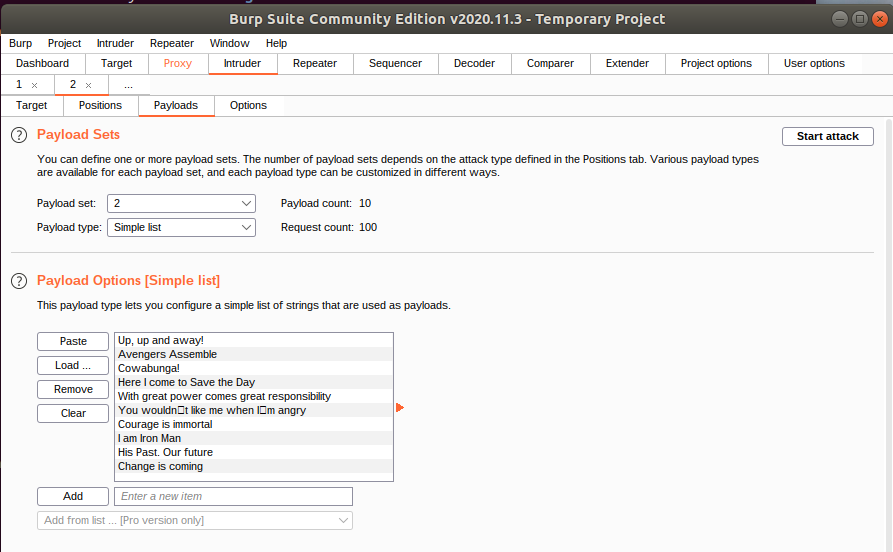 Burp Suite Community Edition v2020.11.3 - Temporary Project
Burp Project Intruder Repeater Window Help
Dashboard Target Proxy Intruder Repeater Sequencer Decoder Comparer Extender Project options User options
1 × 2 × ...
Target Positions Payloads Options
? Payload Sets Start attack
You can define one or more payload sets. The number of payload sets depends on the attack type defined in the Positions tab. Various payload types
are available for each payload set, and each payload type can be customized in different ways.
Payload set: 2 Payload count: 10
Payload type: Simple list Request count: 100
? Payload Options [Simple list]
This payload type lets you configure a simple list of strings that are used as payloads.
Paste
Load ...
Remove
Clear
Up, up and away!
Avengers Assemble
Cowabunga!
Here I come to Save the Day
With great power comes great responsibility
You wouldn□t like me when I□m angry
Courage is immortal
I am Iron Man
His Past. Our future
Change is coming
Add Enter a new item
Add from list ... [Pro version only]